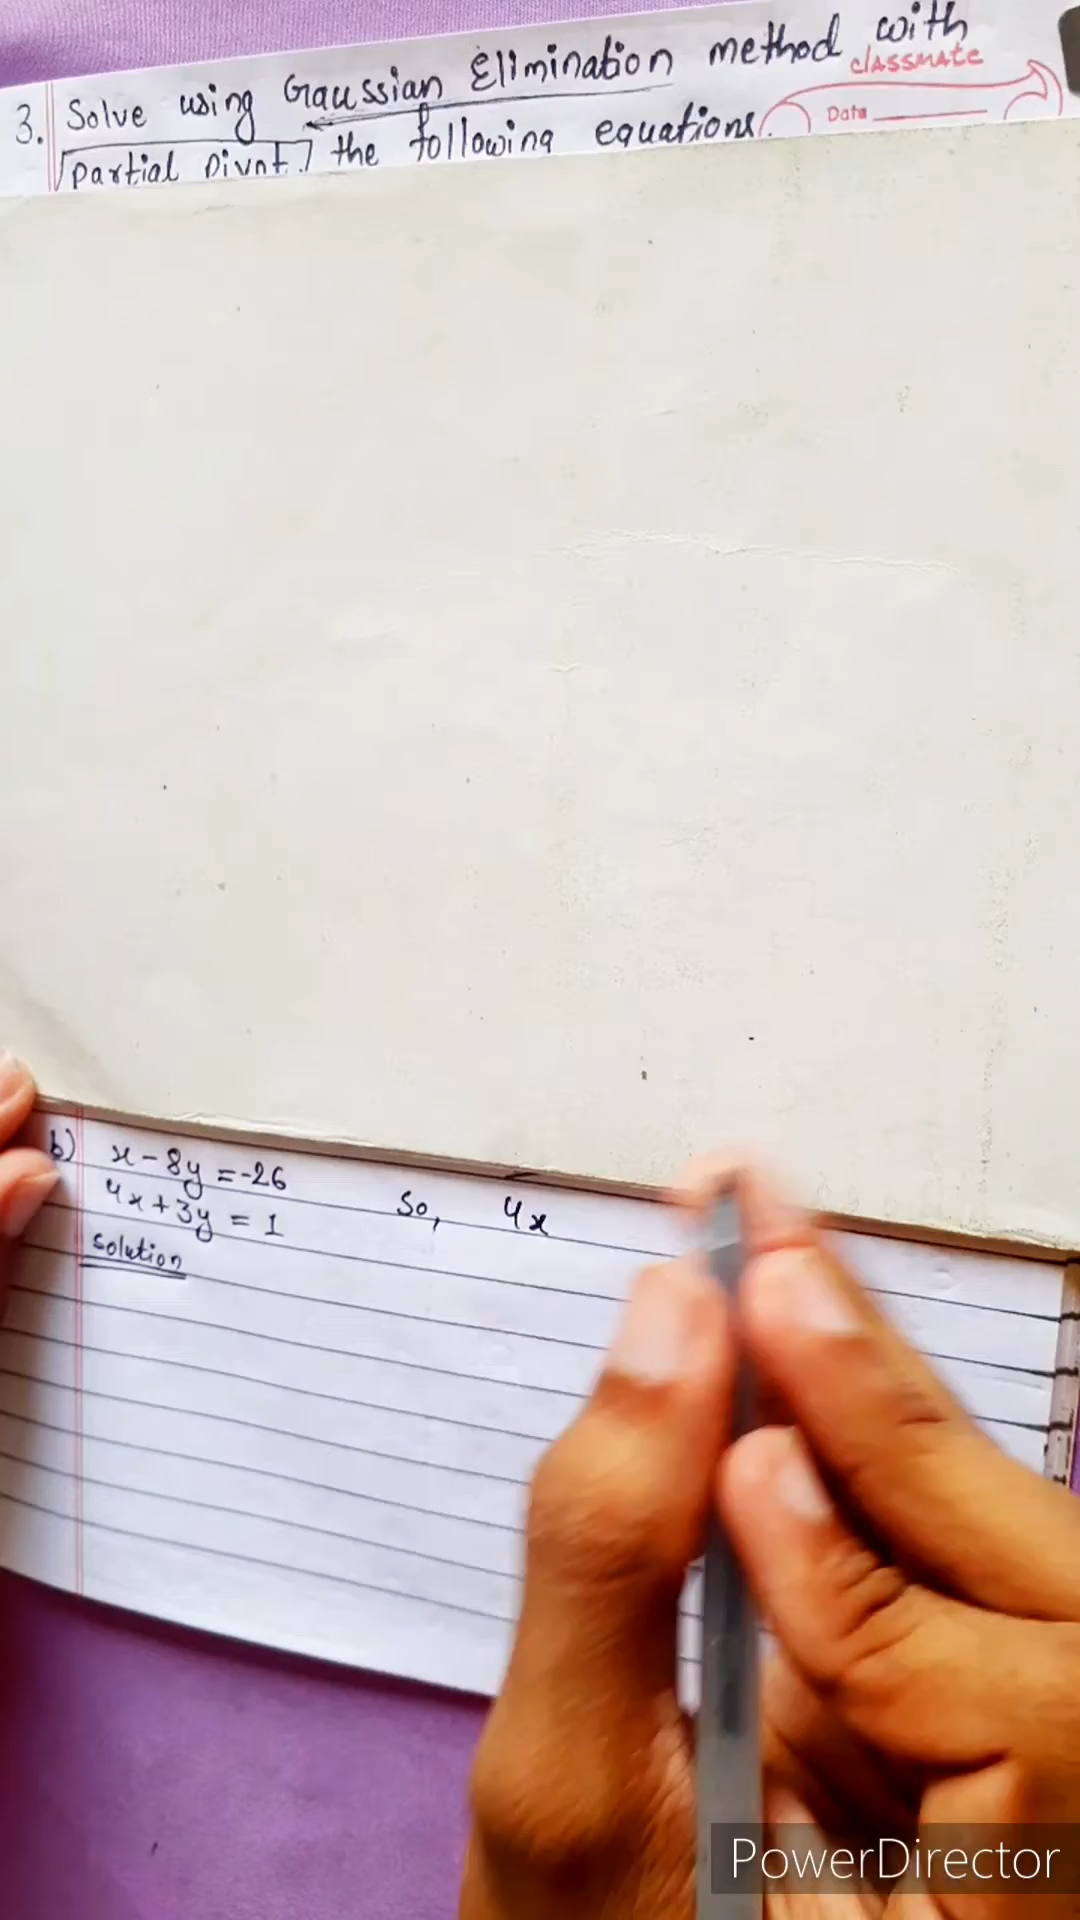 3. Solve using Gaussian Elimination method with
classmate
Date
partial Pivot. the following equations.
b) x - 8y = -26
4x + 3y = 1 So, 4x
Solution
PowerDirector